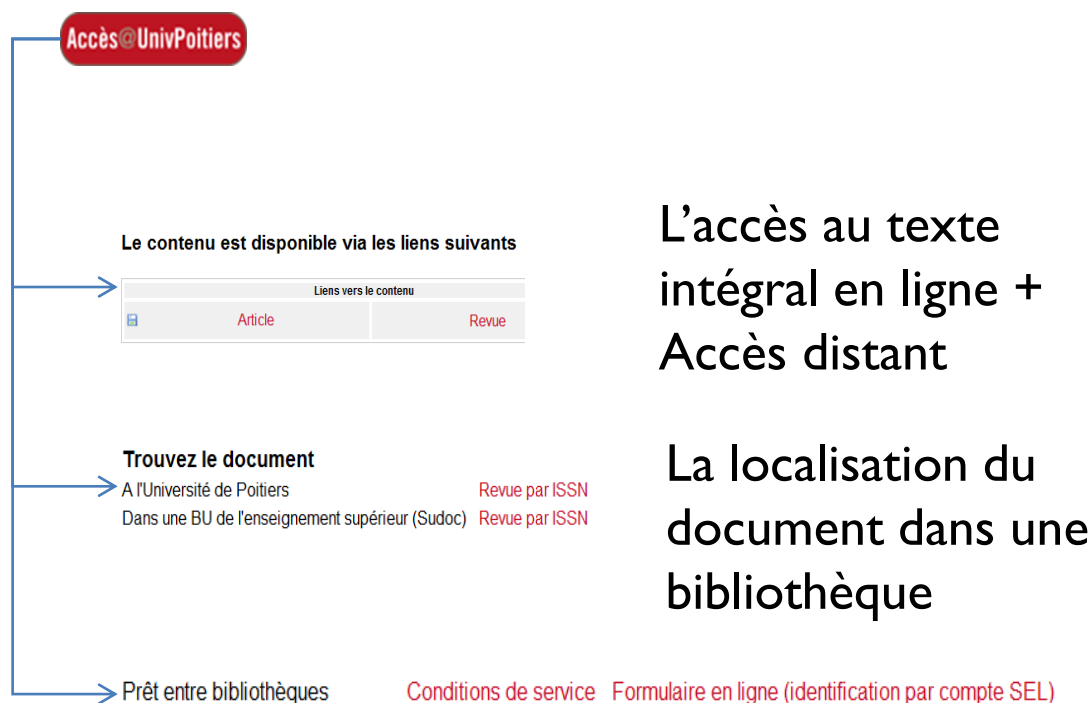 Accès@UnivPoitiers
Le contenu est disponible via les liens suivants
Liens vers le contenu
Article Revue
L'accès au texte
intégral en ligne +
Accès distant
Trouvez le document
A l'Université de Poitiers Revue par ISSN
Dans une BU de l'enseignement supérieur (Sudoc) Revue par ISSN
La localisation du
document dans une
bibliothèque
Prêt entre bibliothèques Conditions de service Formulaire en ligne (identification par compte SEL)